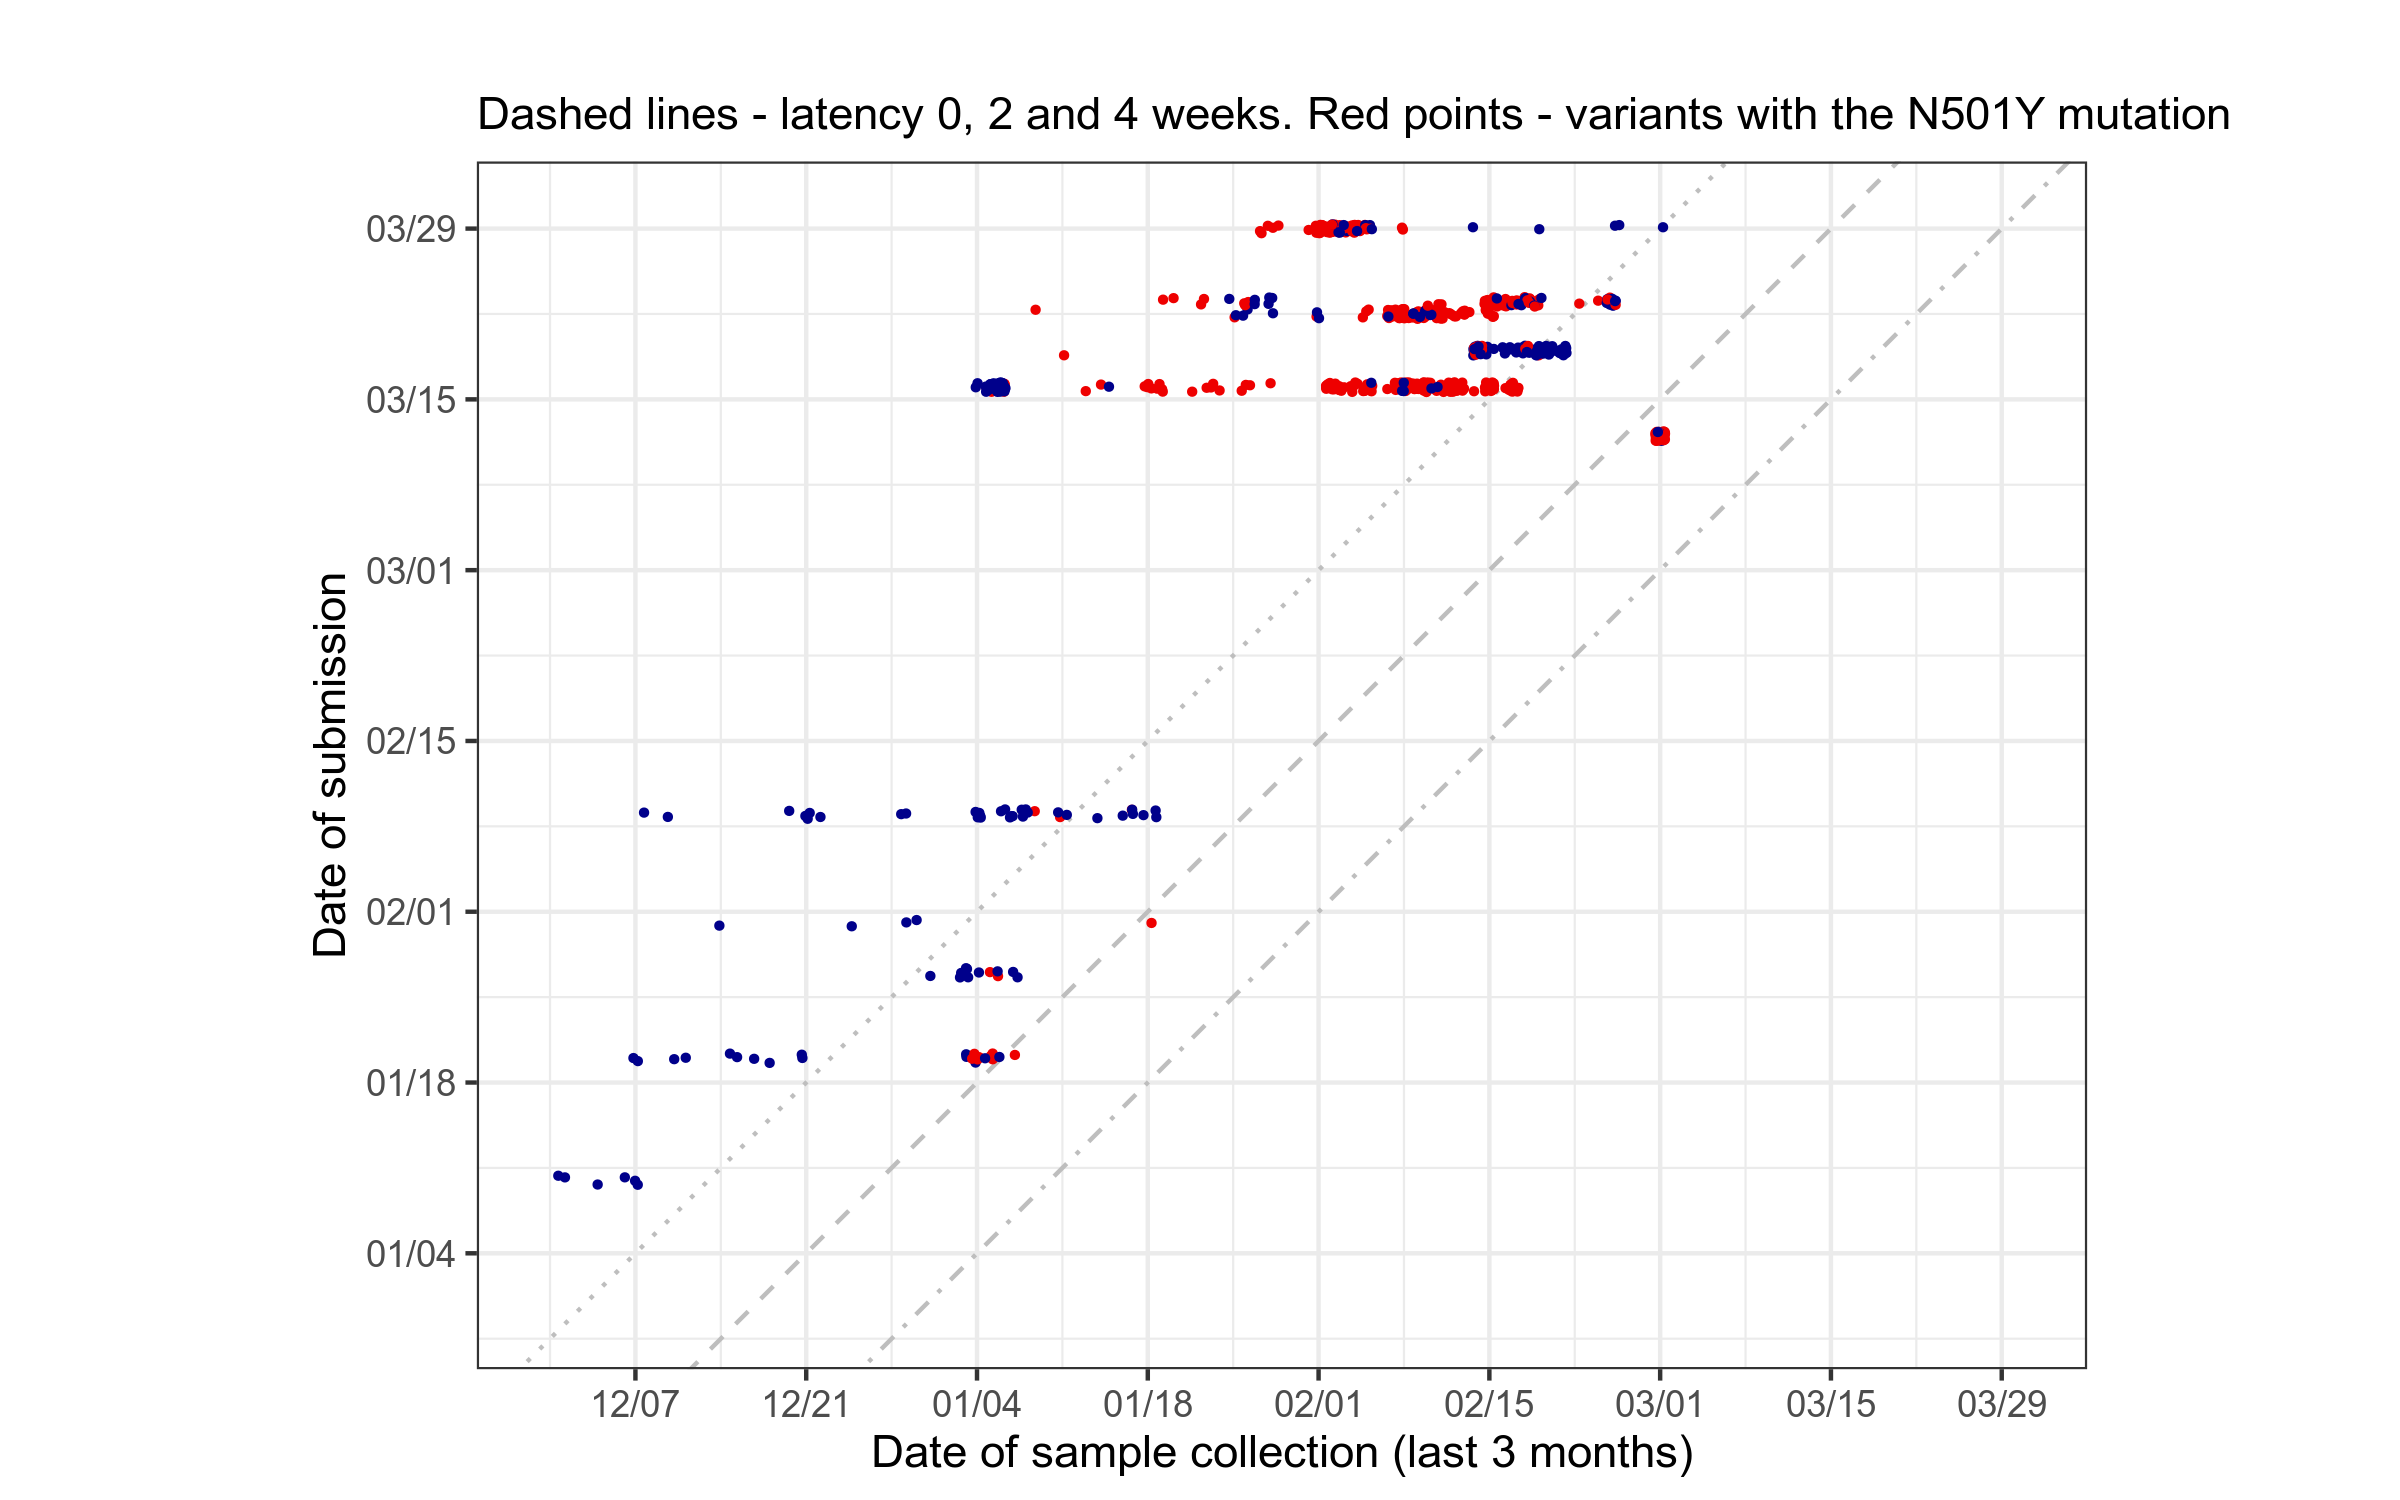 Dashed lines - latency 0, 2 and 4 weeks. Red points - variants with the N501Y mutation
Date of submission
03/29
03/15
03/01
02/15
02/01
01/18
01/04
12/07 12/21 01/04 01/18 02/01 02/15 03/01 03/15 03/29
Date of sample collection (last 3 months)